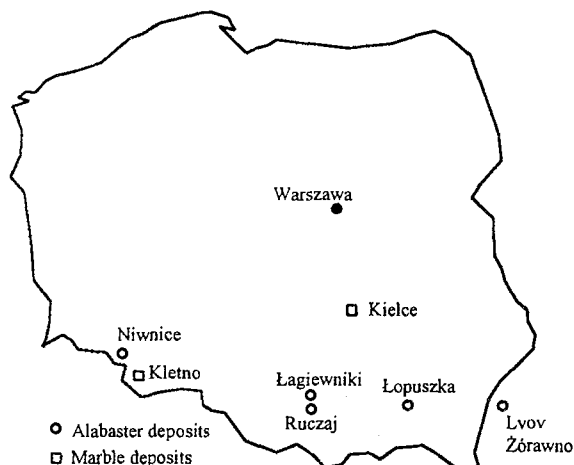 Warszawa
Kielce
Niwnice
Kletno
Łagiewniki
Łopuszka
Ruczaj
Lvov
Żórawno
Alabaster deposits
Marble deposits